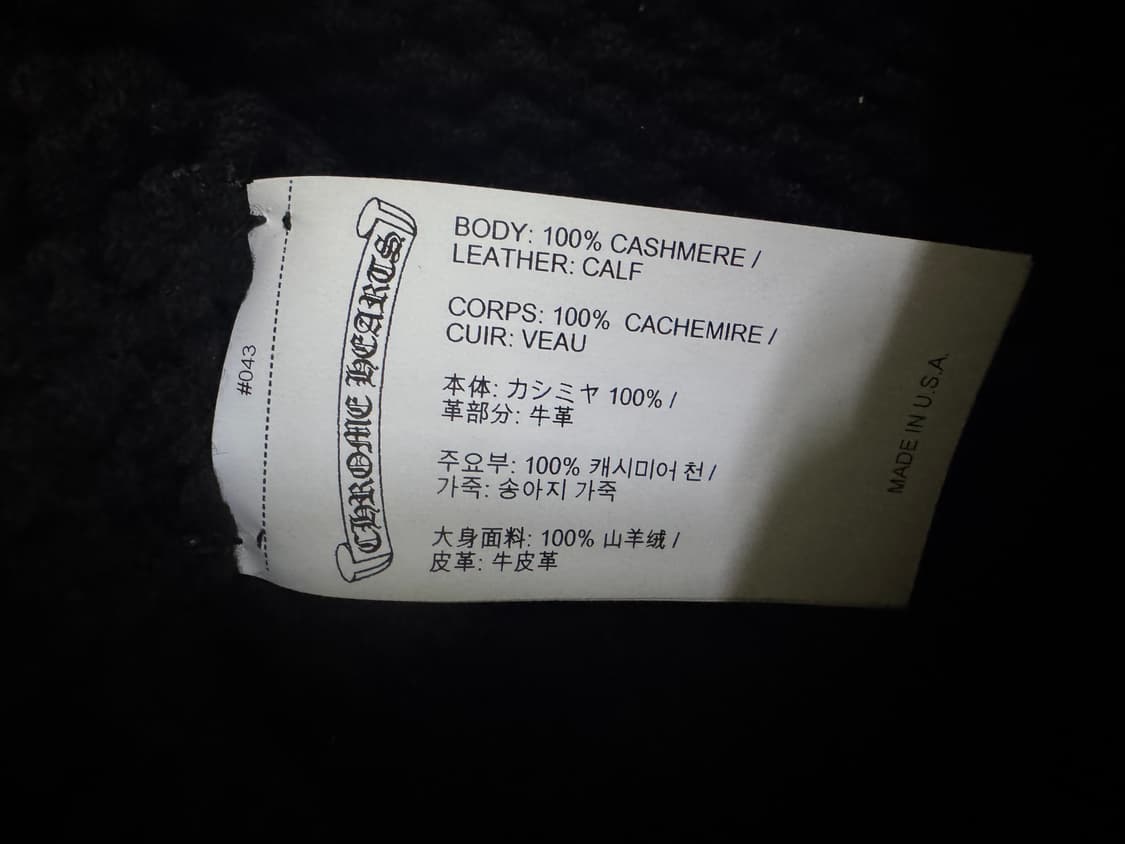 #043
CHROME HEARTS
BODY: 100% CASHMERE /
LEATHER: CALF
CORPS: 100% CACHEMIRE /
CUIR: VEAU
本体: カシミヤ 100% /
革部分: 牛革
주요부: 100% 캐시미어 천 /
가죽: 송아지 가죽
大身面料: 100% 山羊绒 /
皮革: 牛皮革
MADE IN U.S.A.